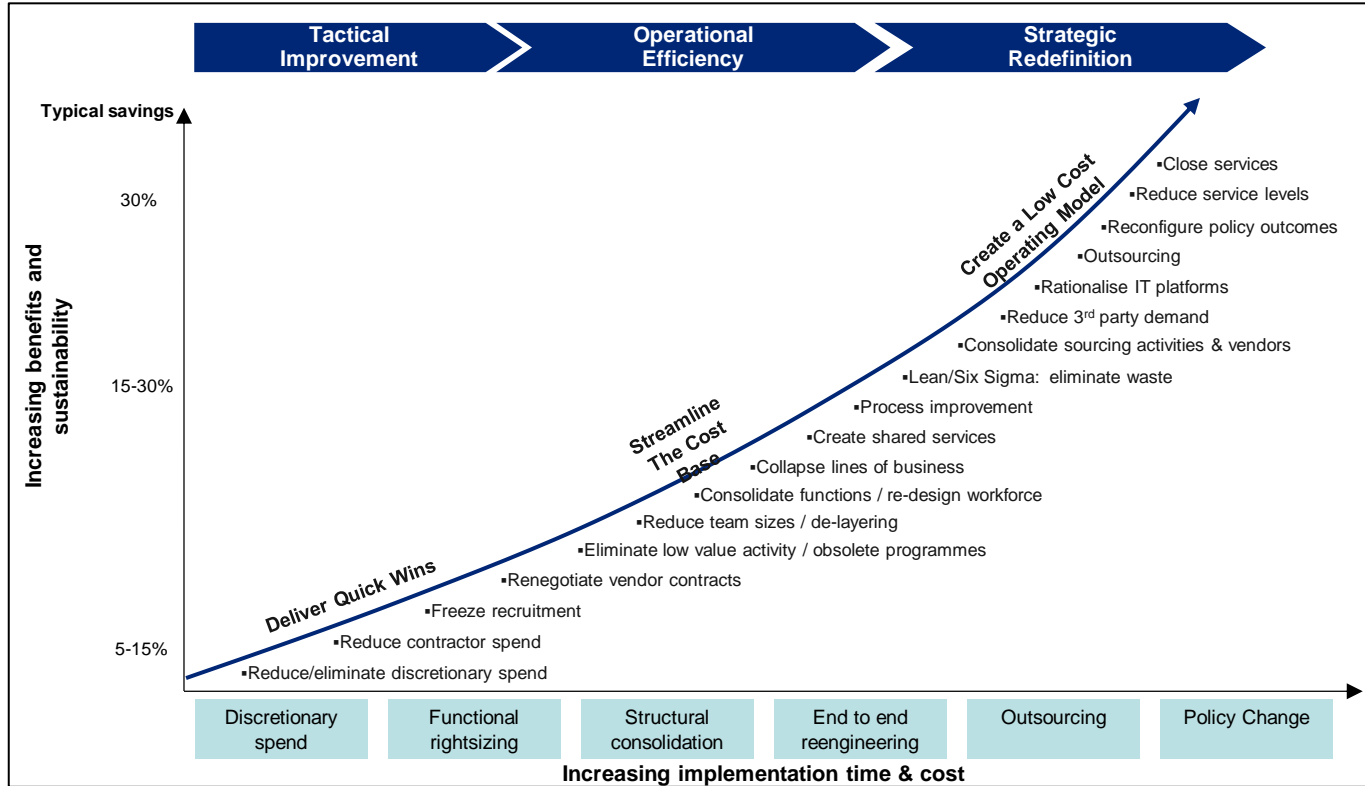 Tactical
Improvement
Operational
Efficiency
Strategic
Redefinition
Typical savings
30%
15-30%
5-15%
Increasing benefits and
sustainability
Deliver Quick Wins
Streamline
The Cost
Base
Create a Low Cost
Operating Model
▪Close services
▪Reduce service levels
▪Reconfigure policy outcomes
▪Outsourcing
▪Rationalise IT platforms
▪Reduce 3rd party demand
▪Consolidate sourcing activities & vendors
▪Lean/Six Sigma: eliminate waste
▪Process improvement
▪Create shared services
▪Collapse lines of business
▪Consolidate functions / re-design workforce
▪Reduce team sizes / de-layering
▪Eliminate low value activity / obsolete programmes
▪Renegotiate vendor contracts
▪Freeze recruitment
▪Reduce contractor spend
▪Reduce/eliminate discretionary spend
Discretionary
spend
Functional
rightsizing
Structural
consolidation
End to end
reengineering
Outsourcing
Policy Change
Increasing implementation time & cost